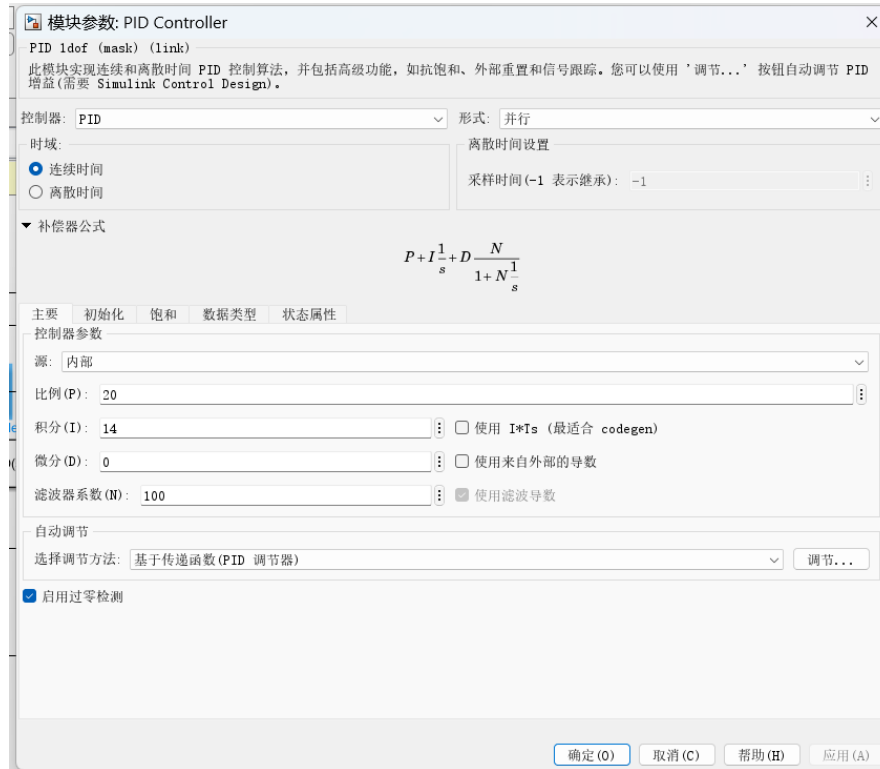 模块参数: PID Controller
PID 1dof (mask) (link)
此模块实现连续和离散时间 PID 控制算法，并包括高级功能，如抗饱和、外部重置和信号跟踪。您可以使用 '调节...' 按钮自动调节 PID
增益(需要 Simulink Control Design)。
控制器: PID 形式: 并行
时域: 离散时间设置
连续时间
离散时间
采样时间(-1 表示继承): -1
补偿器公式
P + I 1/s + D N/(1 + N 1/s)
主要 初始化 饱和 数据类型 状态属性
控制器参数
源: 内部
比例(P): 20
积分(I): 14 使用 I*Ts (最适合 codegen)
微分(D): 0 使用来自外部的导数
滤波器系数(N): 100 使用滤波导数
自动调节
选择调节方法: 基于传递函数(PID 调节器) 调节...
启用过零检测
确定(O) 取消(C) 帮助(H) 应用(A)